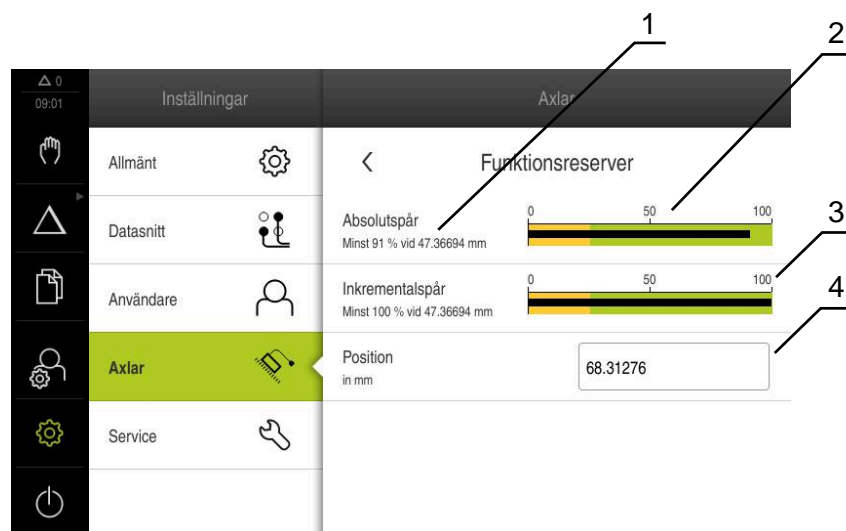 1
2
△ 0
09:01
Inställningar
Axlar
Allmänt
Funktionsreserver
Absolutspår
Minst 91 % vid 47.36694 mm
0 50 100
Datasnitt
3
Inkrementalspår
Minst 100 % vid 47.36694 mm
0 50 100
Användare
4
Axlar
Position
in mm
68.31276
Service